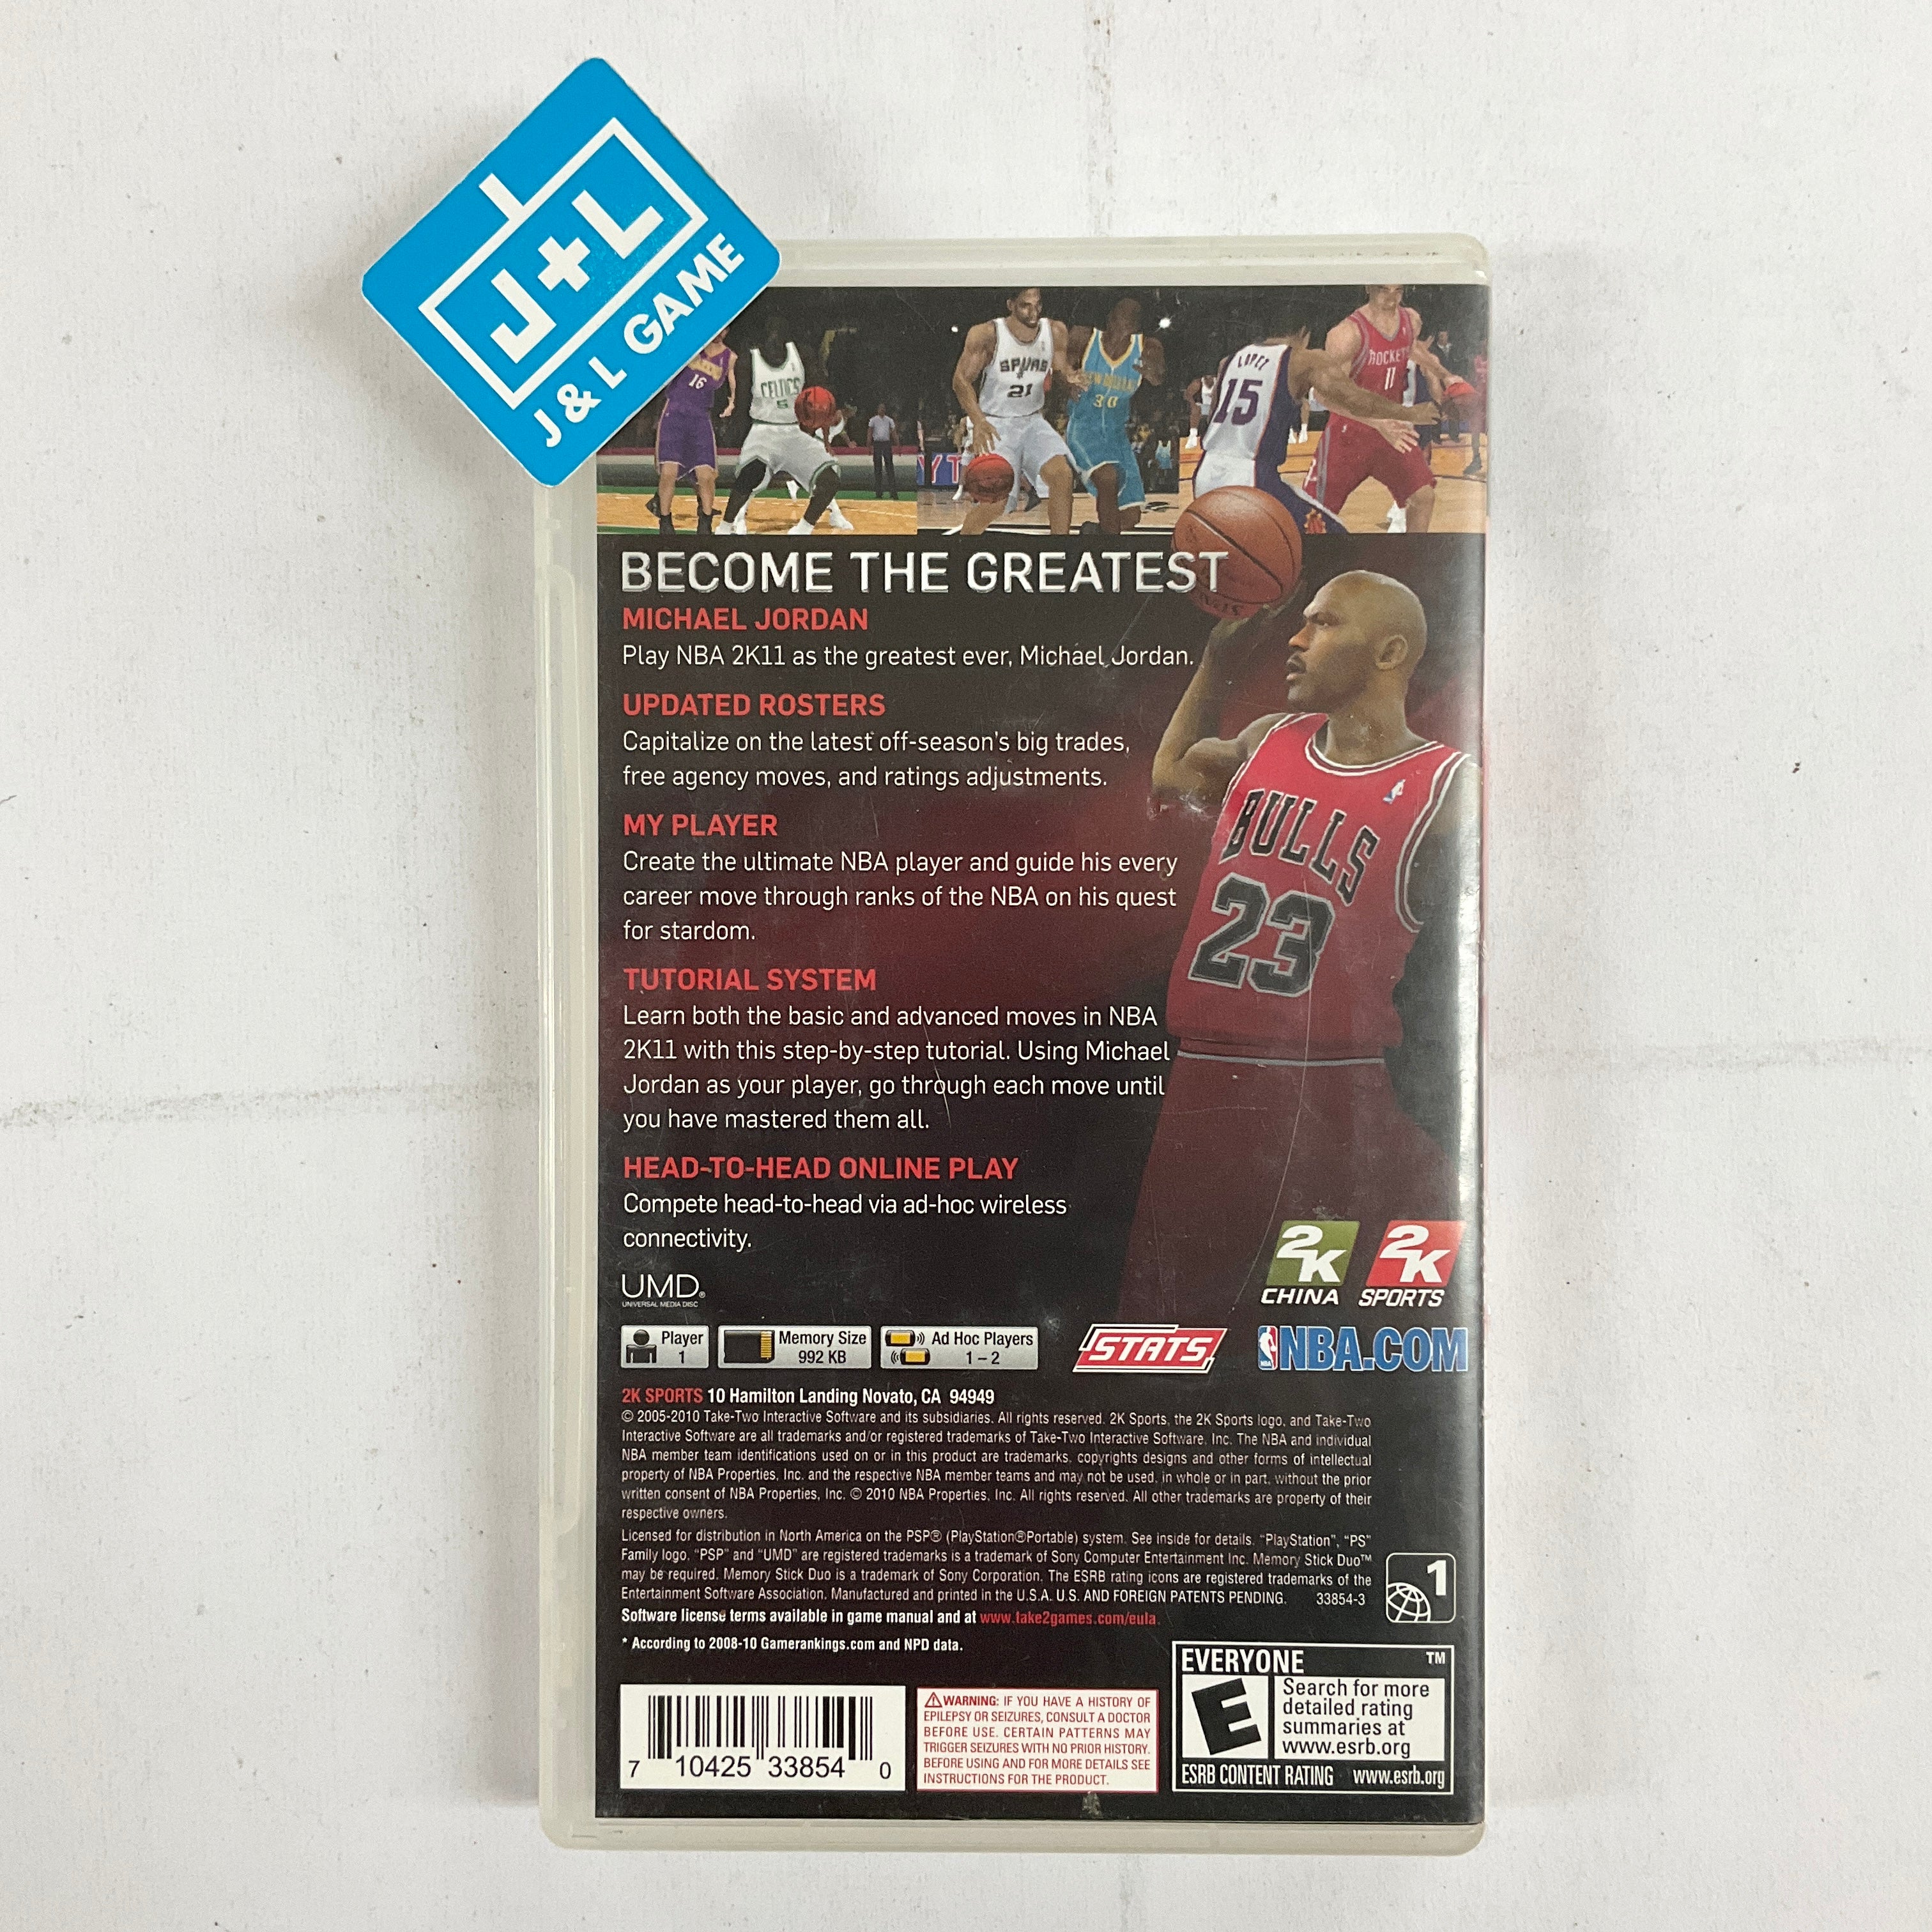 J+L
J & L GAME
16
CELTICS
5
SPURS
21
30
LOPEZ
15
ROCKETS
11
BECOME THE GREATEST
MICHAEL JORDAN
Play NBA 2K11 as the greatest ever, Michael Jordan.
UPDATED ROSTERS
Capitalize on the latest off-season's big trades,
free agency moves, and ratings adjustments.
MY PLAYER
Create the ultimate NBA player and guide his every
career move through ranks of the NBA on his quest
for stardom.
TUTORIAL SYSTEM
Learn both the basic and advanced moves in NBA
2K11 with this step-by-step tutorial. Using Michael
Jordan as your player, go through each move until
you have mastered them all.
HEAD-TO-HEAD ONLINE PLAY
Compete head-to-head via ad-hoc wireless
connectivity.
BULLS
23
2K
CHINA
2K
SPORTS
UMD®
UNIVERSAL MEDIA DISC
Player
1
Memory Size
992 KB
Ad Hoc Players
1 – 2
STATS
NBA
NBA.COM
2K SPORTS 10 Hamilton Landing Novato, CA 94949
© 2005-2010 Take-Two Interactive Software and its subsidiaries. All rights reserved. 2K Sports, the 2K Sports logo, and Take-Two
Interactive Software are all trademarks and/or registered trademarks of Take-Two Interactive Software, Inc. The NBA and individual
NBA member team identifications used on or in this product are trademarks, copyrights designs and other forms of intellectual
property of NBA Properties, Inc. and the respective NBA member teams and may not be used, in whole or in part, without the prior
written consent of NBA Properties, Inc. © 2010 NBA Properties, Inc. All rights reserved. All other trademarks are property of their
respective owners.
Licensed for distribution in North America on the PSP® (PlayStation®Portable) system. See inside for details. "PlayStation", "PS"
Family logo, "PSP" and "UMD" are registered trademarks is a trademark of Sony Computer Entertainment Inc. Memory Stick Duo™
may be required. Memory Stick Duo is a trademark of Sony Corporation. The ESRB rating icons are registered trademarks of the
Entertainment Software Association. Manufactured and printed in the U.S.A. U.S. AND FOREIGN PATENTS PENDING. 33854-3
Software license terms available in game manual and at www.take2games.com/eula.
* According to 2008-10 Gamerankings.com and NPD data.
1
7 10425 33854 0
WARNING: IF YOU HAVE A HISTORY OF
EPILEPSY OR SEIZURES, CONSULT A DOCTOR
BEFORE USE. CERTAIN PATTERNS MAY
TRIGGER SEIZURES WITH NO PRIOR HISTORY.
BEFORE USING AND FOR MORE DETAILS SEE
INSTRUCTIONS FOR THE PRODUCT.
EVERYONE ™
E
Search for more
detailed rating
summaries at
www.esrb.org
ESRB CONTENT RATING www.esrb.org